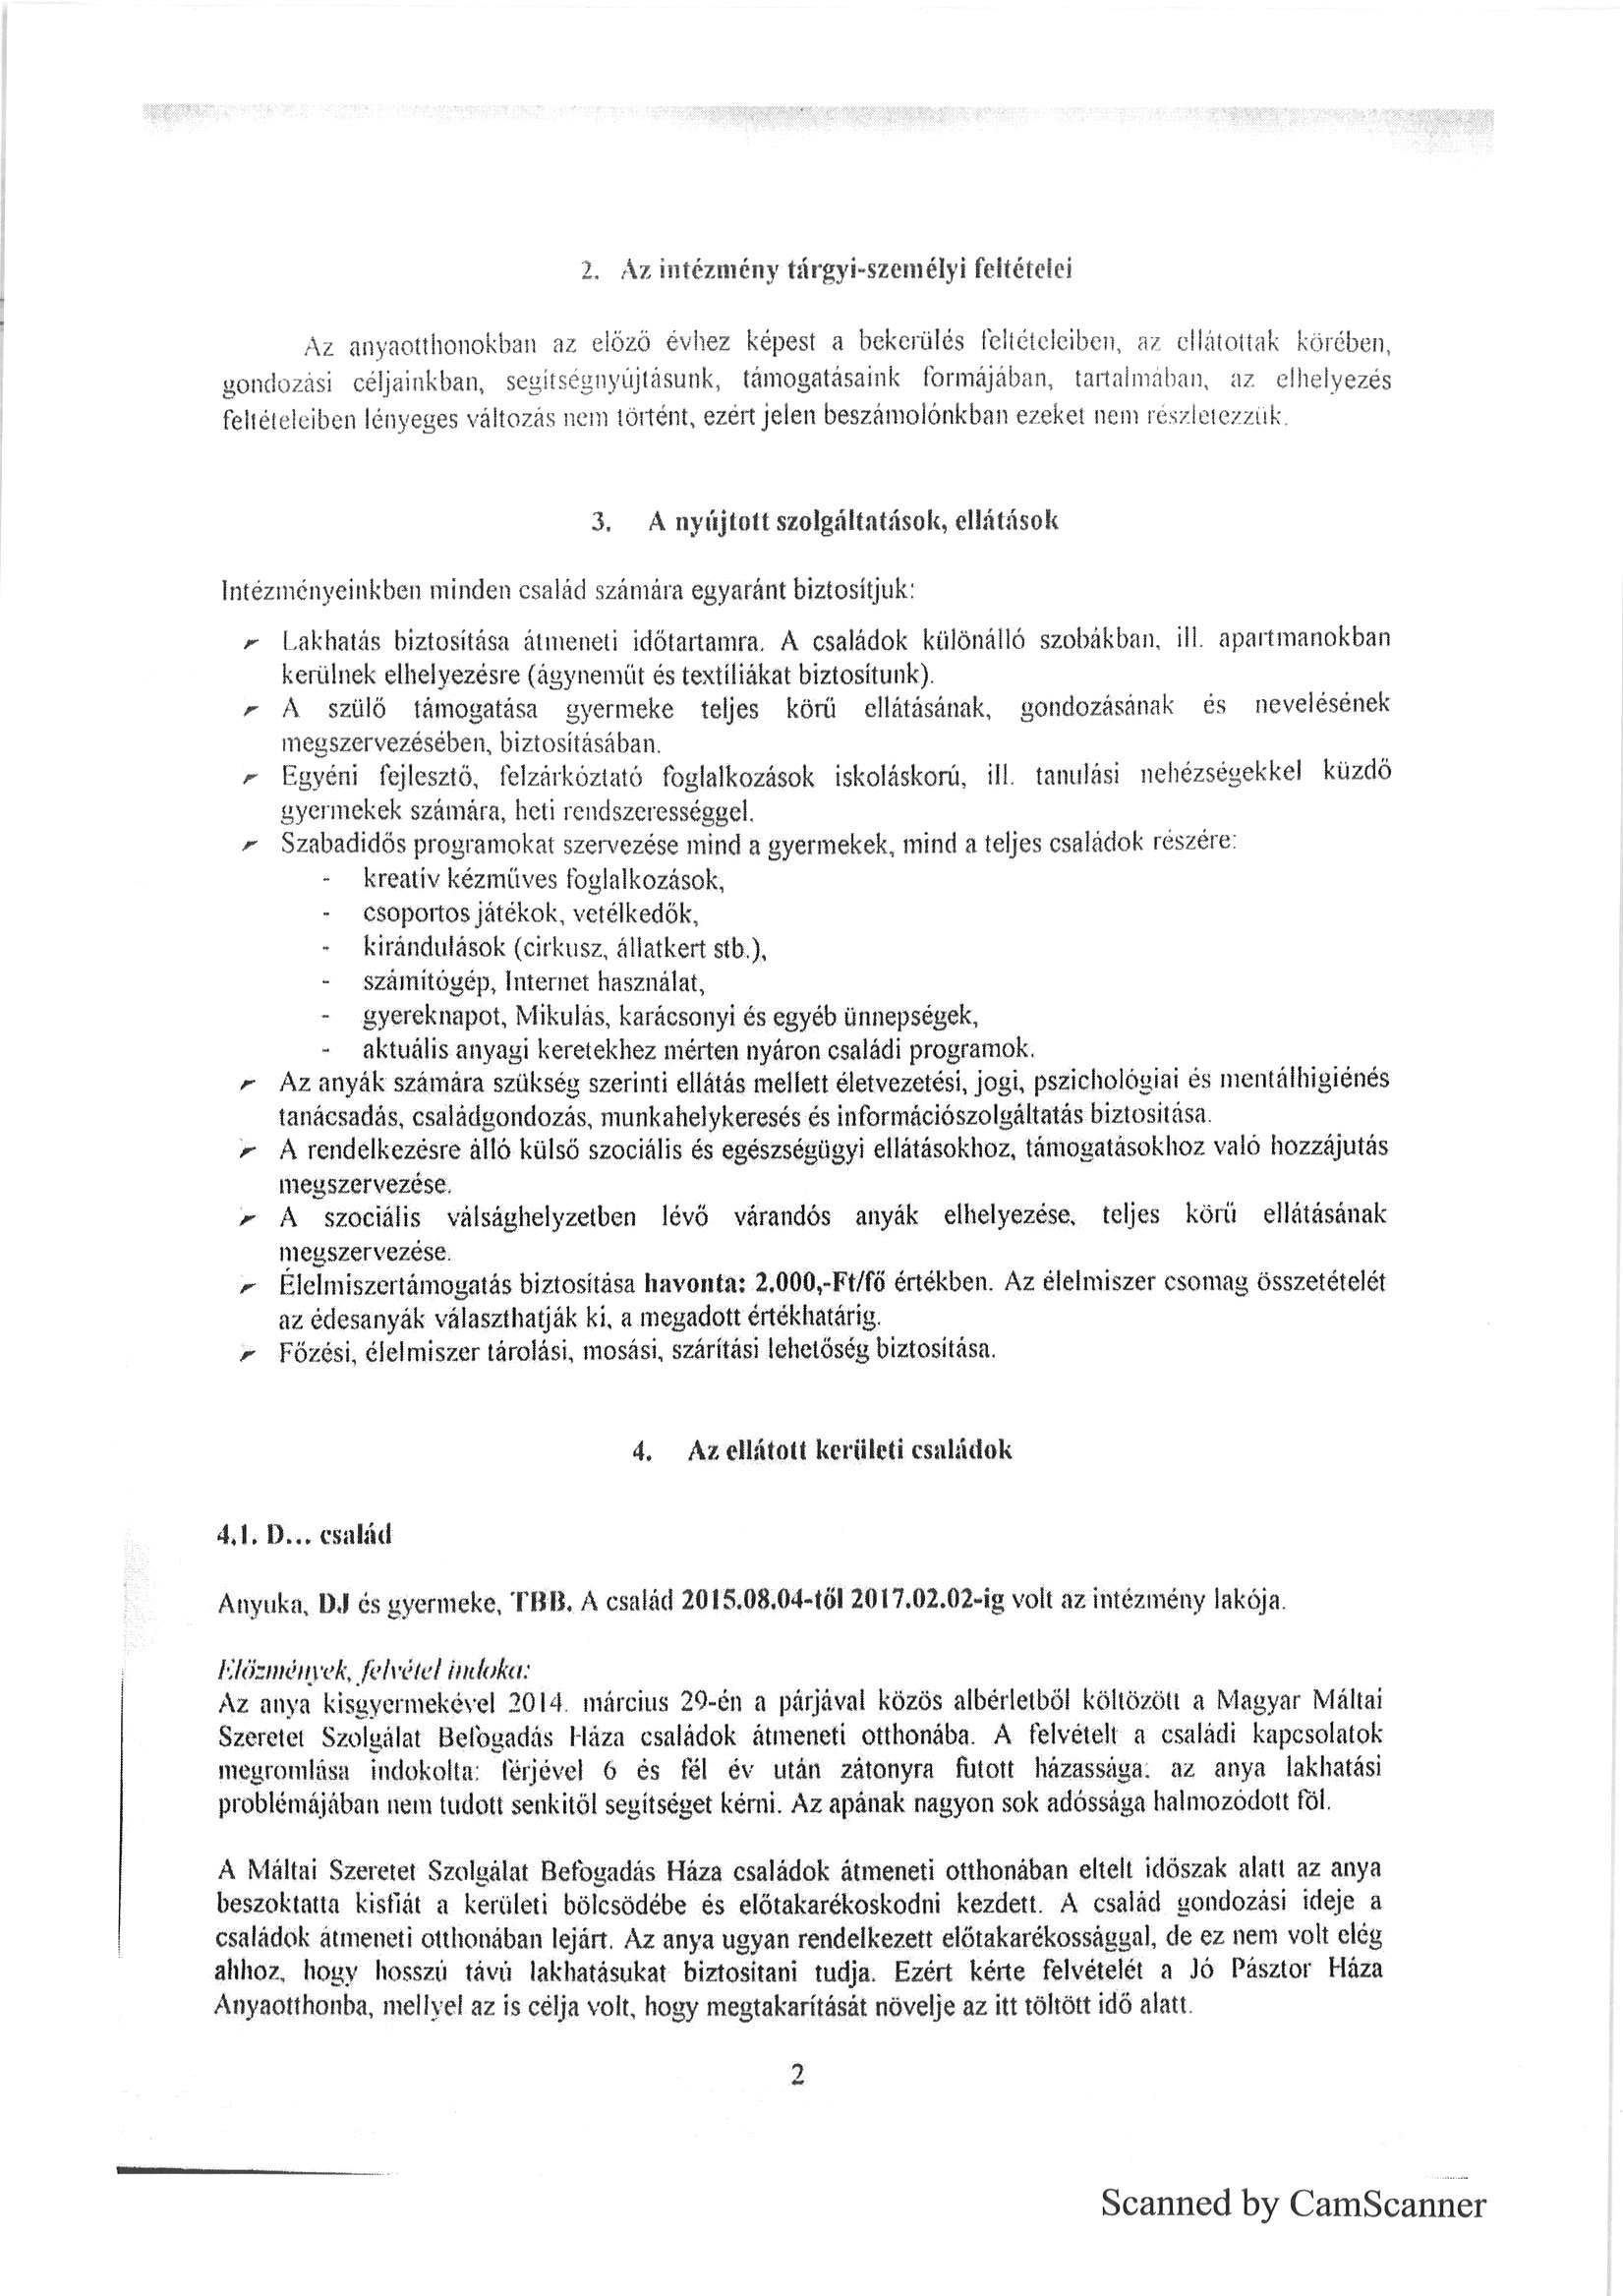 2. Az intézmény tárgyi-személyi feltételei
Az anyaotthonokban az előző évhez képest a bekerülés feltételeiben, az ellátottak körében,
gondozási céljainkban, segítségnyújtásunk, támogatásaink formájában, tartalmában, az elhelyezés
feltételeiben lényeges változás nem történt, ezért jelen beszámolónkban ezeket nem részletezzük.
3. A nyújtott szolgáltatások, ellátások
Intézményeinkben minden család számára egyaránt biztosítjuk:
➢ Lakhatás biztosítása átmeneti időtartamra. A családok különálló szobákban, ill. apartmanokban
kerülnek elhelyezésre (ágyneműt és textíliákat biztosítunk).
➢ A szülő támogatása gyermeke teljes körű ellátásának, gondozásának és nevelésének
megszervezésében, biztosításában.
➢ Egyéni fejlesztő, felzárkóztató foglalkozások iskoláskorú, ill. tanulási nehézségekkel küzdő
gyermekek számára, heti rendszerességgel.
➢ Szabadidős programokat szervezése mind a gyermekek, mind a teljes családok részére:
- kreatív kézműves foglalkozások,
- csoportos játékok, vetélkedők,
- kirándulások (cirkusz, állatkert stb.),
- számítógép, Internet használat,
- gyereknapot, Mikulás, karácsonyi és egyéb ünnepségek,
- aktuális anyagi keretekhez mérten nyáron családi programok.
➢ Az anyák számára szükség szerinti ellátás mellett életvezetési, jogi, pszichológiai és mentálhigiénés
tanácsadás, családgondozás, munkahelykeresés és információszolgáltatás biztosítása.
➢ A rendelkezésre álló külső szociális és egészségügyi ellátásokhoz, támogatásokhoz való hozzájutás
megszervezése.
➢ A szociális válsághelyzetben lévő várandós anyák elhelyezése, teljes körű ellátásának
megszervezése.
➢ Élelmiszertámogatás biztosítása havonta: 2.000,-Ft/fő értékben. Az élelmiszer csomag összetételét
az édesanyák választhatják ki, a megadott értékhatárig.
➢ Főzési, élelmiszer tárolási, mosási, szárítási lehetőség biztosítása.
4. Az ellátott kerületi családok
4.1. D... család
Anyuka, DJ és gyermeke, TBB. A család 2015.08.04-től 2017.02.02-ig volt az intézmény lakója.
Előzmények, felvétel indoka:
Az anya kisgyermekével 2014. március 29-én a párjával közös albérletből költözött a Magyar Máltai
Szeretet Szolgálat Befogadás Háza családok átmeneti otthonába. A felvételt a családi kapcsolatok
megromlása indokolta: férjével 6 és fél év után zátonyra futott házassága; az anya lakhatási
problémájában nem tudott senkitől segítséget kérni. Az apának nagyon sok adóssága halmozódott föl.
A Máltai Szeretet Szolgálat Befogadás Háza családok átmeneti otthonában eltelt időszak alatt az anya
beszoktatta kisfiát a kerületi bölcsödébe és előtakarékoskodni kezdett. A család gondozási ideje a
családok átmeneti otthonában lejárt. Az anya ugyan rendelkezett előtakarékossággal, de ez nem volt elég
ahhoz, hogy hosszú távú lakhatásukat biztosítani tudja. Ezért kérte felvételét a Jó Pásztor Háza
Anyaotthonba, mellyel az is célja volt, hogy megtakarítását növelje az itt töltött idő alatt.
2
Scanned by CamScanner